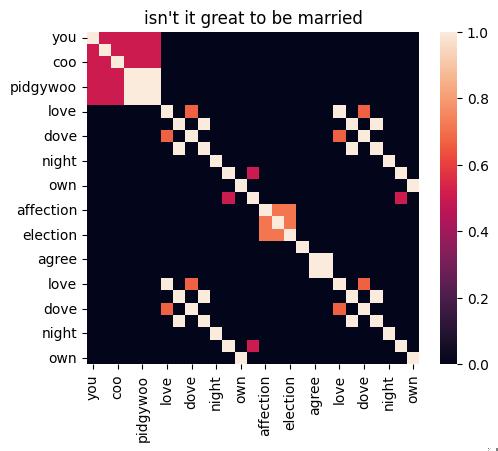 isn't it great to be married
you
coo
pidgywoo
love
dove
night
own
affection
election
agree
love
dove
night
own
you
coo
pidgywoo
love
dove
night
own
affection
election
agree
love
dove
night
own
1.0
0.8
0.6
0.4
0.2
0.0